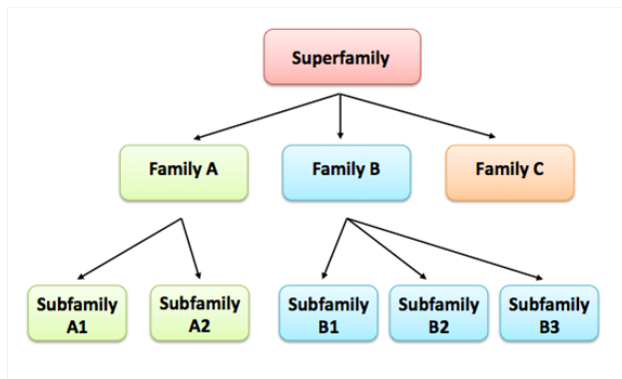 Superfamily
Family A
Family B
Family C
Subfamily
A1
Subfamily
A2
Subfamily
B1
Subfamily
B2
Subfamily
B3